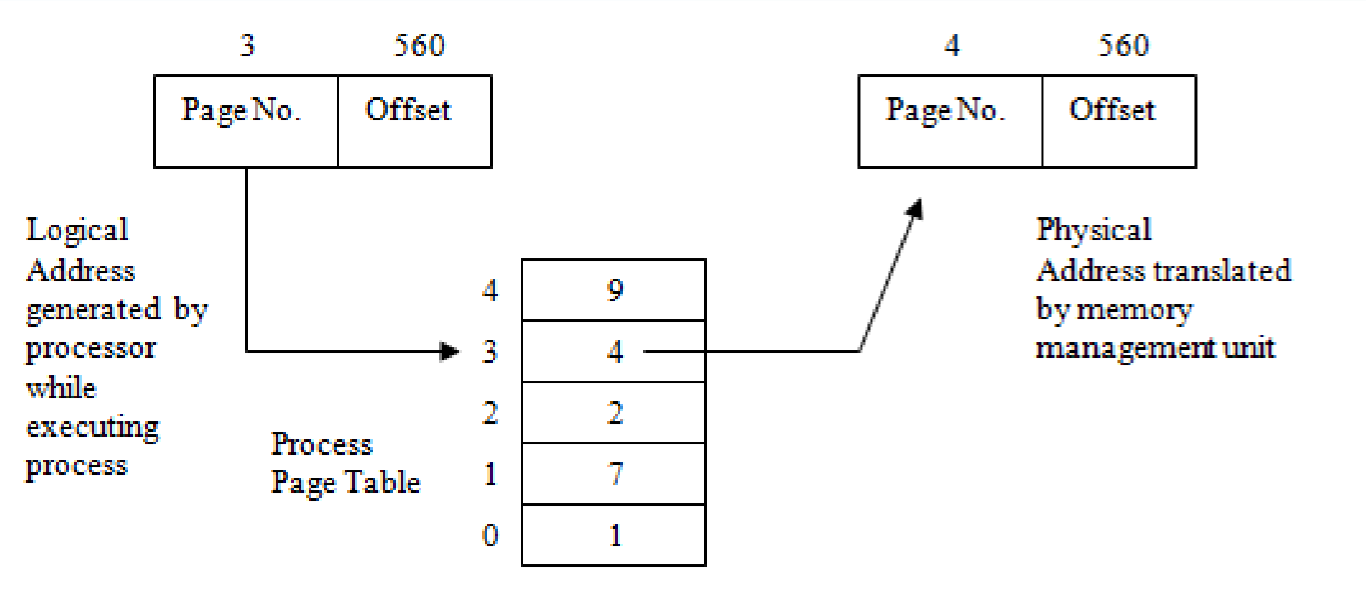 3 560
Page No. Offset
4 560
Page No. Offset
Logical
Address
generated by
processor
while
executing
process
Process
Page Table
4 9
3 4
2 2
1 7
0 1
Physical
Address translated
by memory
management unit